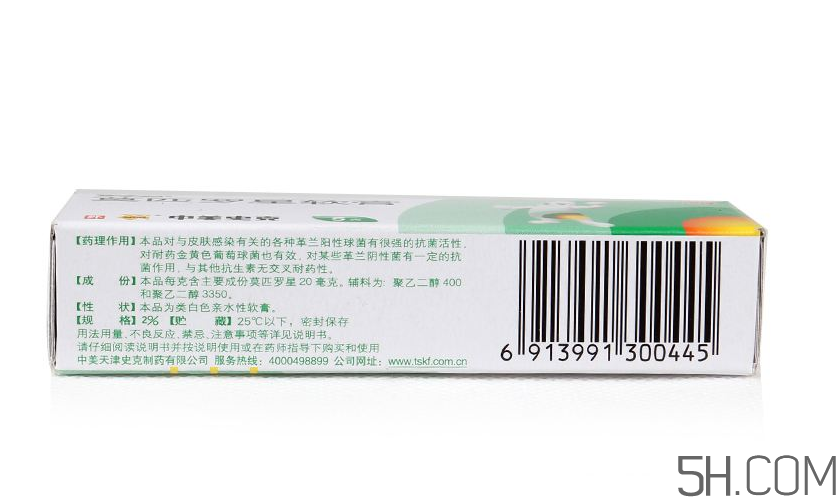 【药理作用】本品对与皮肤感染有关的各种革兰阳性球菌有很强的抗菌活性,
对耐药金黄色葡萄球菌也有效, 对某些革兰阴性菌有一定的抗
菌作用, 与其他抗生素无交叉耐药性。
【成 份】本品每克含主要成份莫匹罗星20毫克。辅料为: 聚乙二醇400
和聚乙二醇3350。
【性 状】本品为类白色亲水性软膏。
【规 格】2% 【贮 藏】25℃以下, 密封保存
用法用量、不良反应、禁忌、注意事项等详见说明书。
请仔细阅读说明书并按说明使用或在药师指导下购买和使用
中美天津史克制药有限公司 服务热线: 4000498899 公司网址: www.tskf.com.cn
6 913991 300445
5H.COM